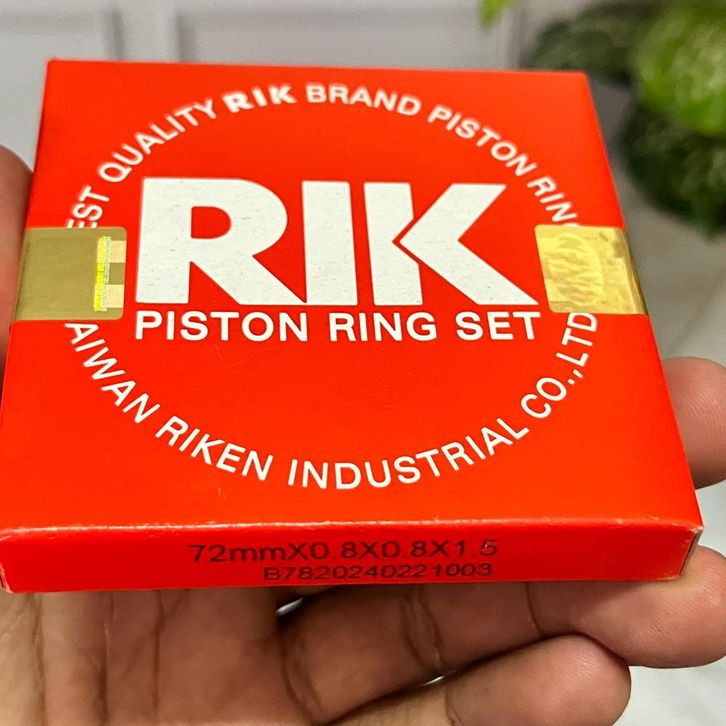 EST QUALITY RIK BRAND PISTON RING
RIK
PISTON RING SET
AIWAN RIKEN INDUSTRIAL CO.,LTD
72mmX0.8X0.8X1.5
B7820240221003